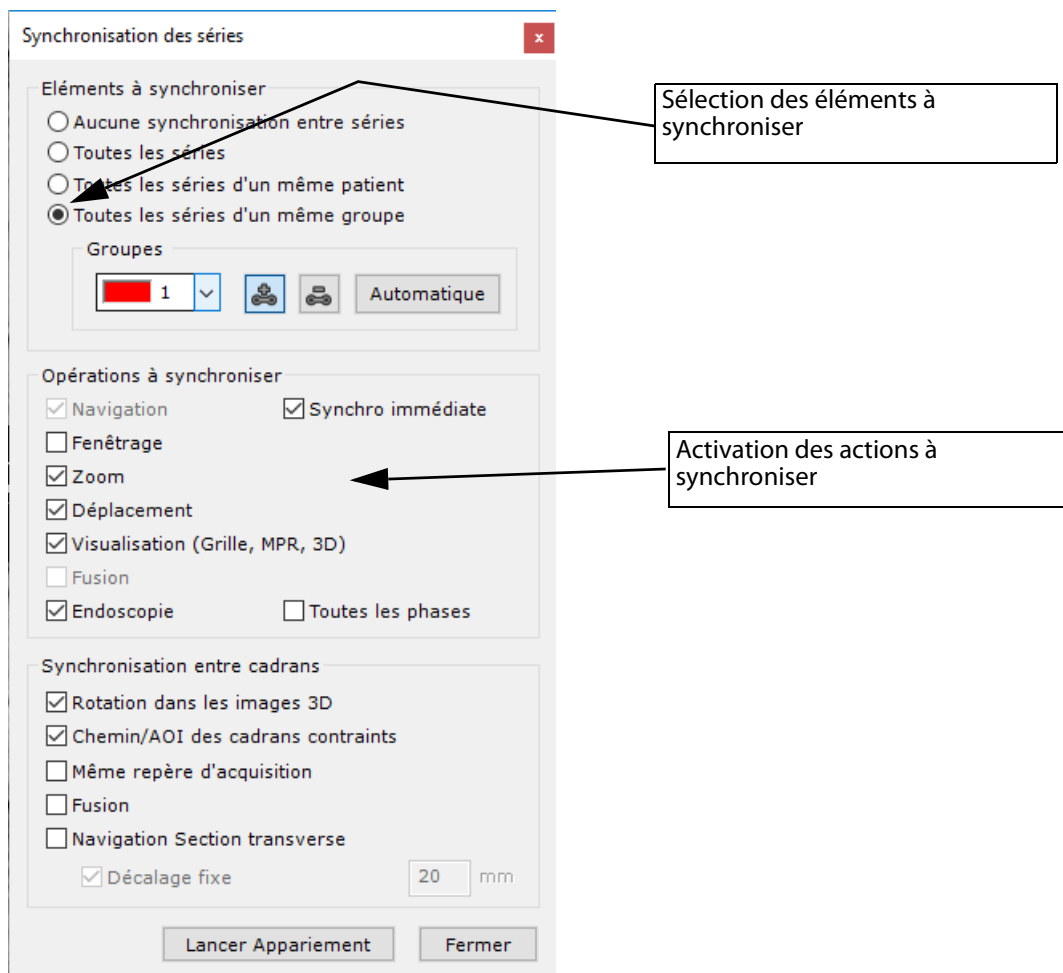 Synchronisation des séries
x
Eléments à synchroniser
Aucune synchronisation entre séries
Toutes les séries
Toutes les séries d'un même patient
Toutes les séries d'un même groupe
Groupes
1
Automatique
Sélection des éléments à
synchroniser
Opérations à synchroniser
Navigation Synchro immédiate
Fenêtrage
Zoom
Déplacement
Visualisation (Grille, MPR, 3D)
Fusion
Endoscopie Toutes les phases
Activation des actions à
synchroniser
Synchronisation entre cadrans
Rotation dans les images 3D
Chemin/AOI des cadrans contraints
Même repère d'acquisition
Fusion
Navigation Section transverse
Décalage fixe 20 mm
Lancer Appariement Fermer